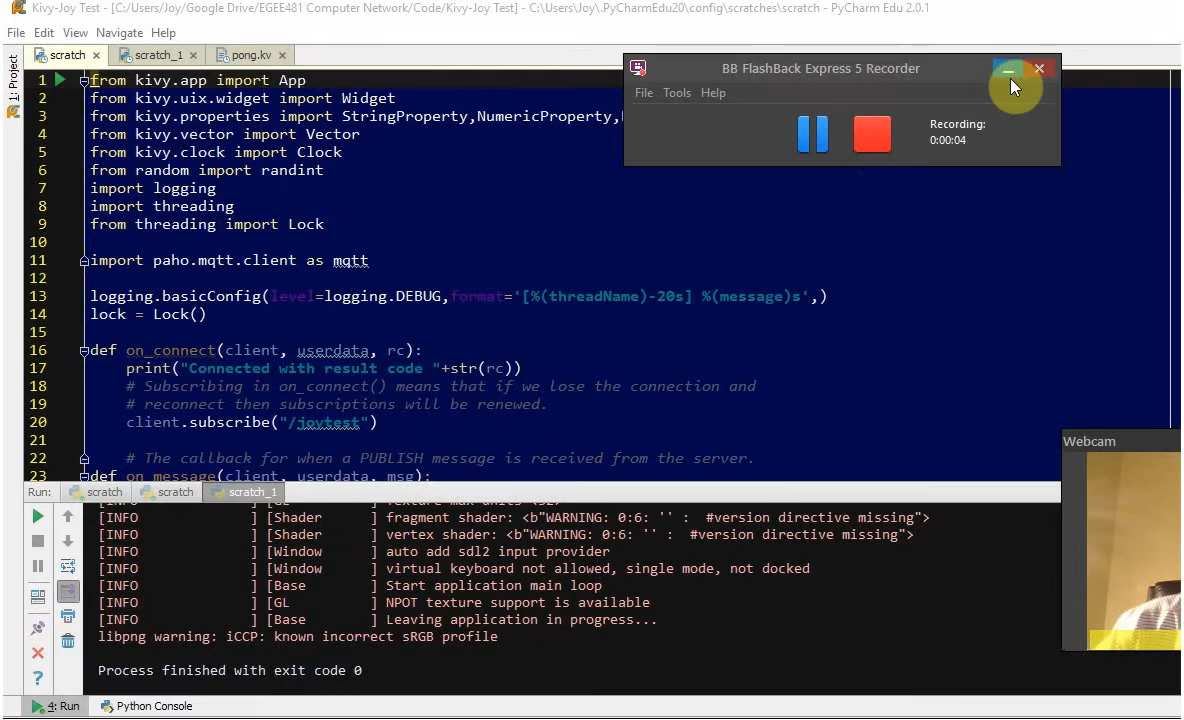 Kivy-Joy Test - [C:/Users/Joy/Google Drive/EGEE481 Computer Network/Code/Kivy-Joy Test] - C:\Users\Joy\.PyCharmEdu20\config\scratches\scratch - PyCharm Edu 2.0.1
File Edit View Navigate Help
scratch scratch_1 pong.kv
1: Project
BB FlashBack Express 5 Recorder
File Tools Help
Recording:
0:00:04
1 from kivy.app import App
2 from kivy.uix.widget import Widget
3 from kivy.properties import StringProperty,NumericProperty,
4 from kivy.vector import Vector
5 from kivy.clock import Clock
6 from random import randint
7 import logging
8 import threading
9 from threading import Lock
10
11 import paho.mqtt.client as mqtt
12
13 logging.basicConfig(level=logging.DEBUG,format='[%(threadName)-20s] %(message)s',)
14 lock = Lock()
15
16 def on_connect(client, userdata, rc):
17 print("Connected with result code "+str(rc))
18 # Subscribing in on_connect() means that if we lose the connection and
19 # reconnect then subscriptions will be renewed.
20 client.subscribe("/joytest")
21
22 # The callback for when a PUBLISH message is received from the server.
23 def on_message(client, userdata, msg):
Webcam
Run: scratch scratch_1
[INFO ] [GL ] Texture max units <32>
[INFO ] [Shader ] fragment shader: <b"WARNING: 0:6: '' : #version directive missing">
[INFO ] [Shader ] vertex shader: <b"WARNING: 0:6: '' : #version directive missing">
[INFO ] [Window ] auto add sdl2 input provider
[INFO ] [Window ] virtual keyboard not allowed, single mode, not docked
[INFO ] [Base ] Start application main loop
[INFO ] [GL ] NPOT texture support is available
[INFO ] [Base ] Leaving application in progress...
libpng warning: iCCP: known incorrect sRGB profile
Process finished with exit code 0
4: Run Python Console